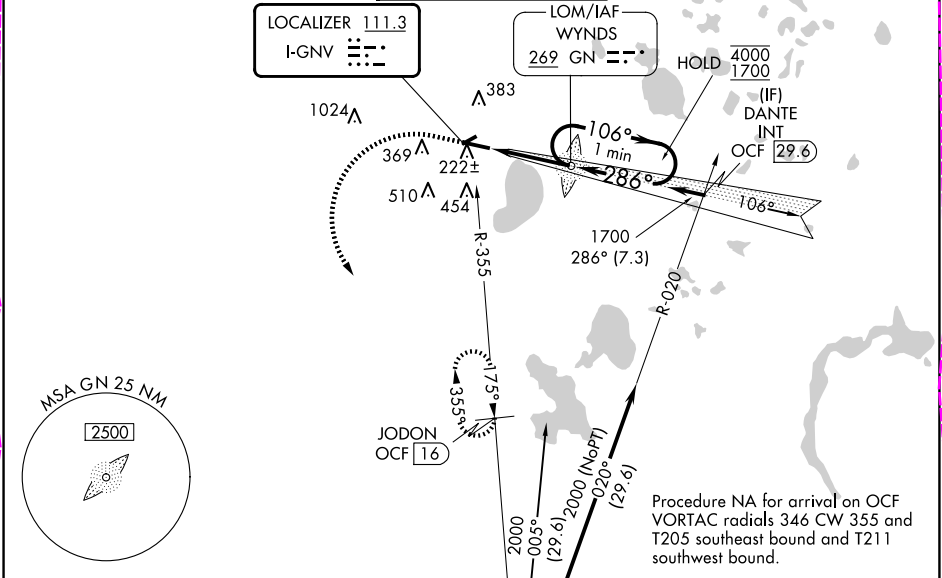 LOCALIZER 111.3
I-GNV
LOM/IAF
WYNDS
269 GN
HOLD 4000
1700
(IF)
DANTE
INT
OCF 29.6
1024
383
369
222±
510
454
106°
1 min
286°
106°
1700
286° (7.3)
R-355
R-020
175°
355°
JODON
OCF 16
MSA GN 25 NM
2500
2000
005°
(29.6)
2000 (NoPT)
020°
(29.6)
Procedure NA for arrival on OCF
VORTAC radials 346 CW 355 and
T205 southeast bound and T211
southwest bound.